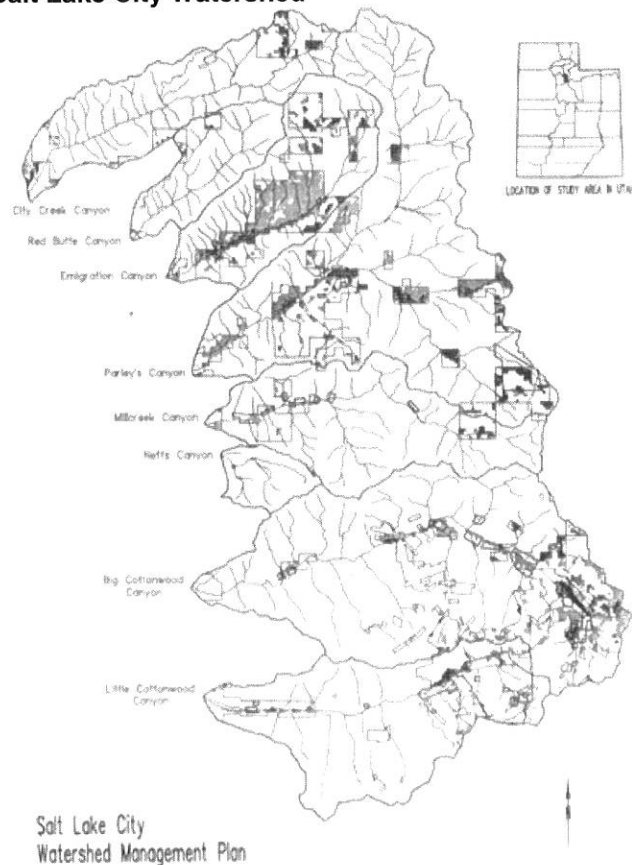 Salt Lake City Watershed
LOCATION OF STUDY AREA IN UTAH
City Creek Canyon
Red Butte Canyon
Emigration Canyon
Parley's Canyon
Millcreek Canyon
Neffs Canyon
Big Cottonwood
Canyon
Little Cottonwood
Canyon
Salt Lake City
Watershed Management Plan